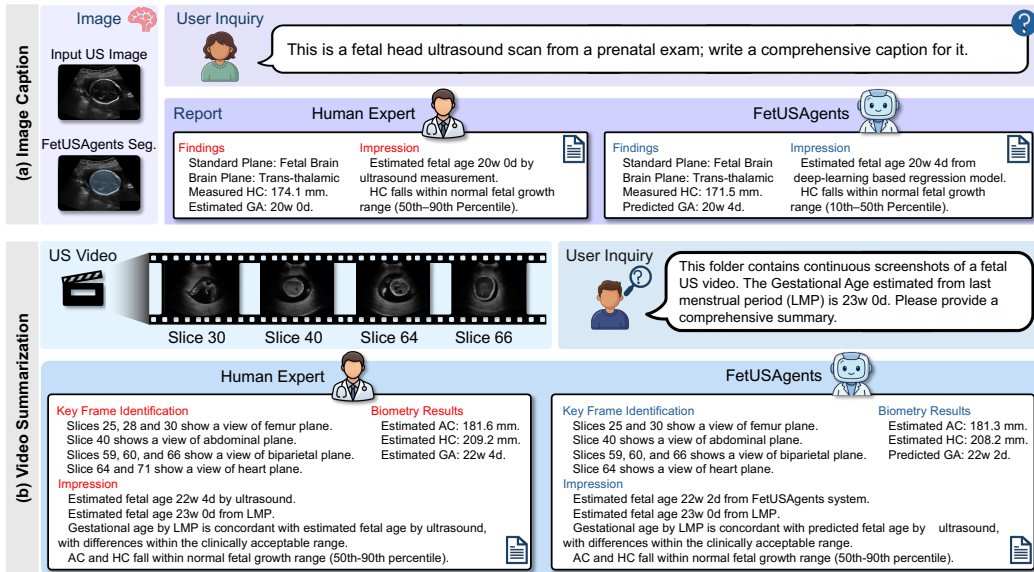 (a) Image Caption
Image
Input US Image
FetUSAgents Seg.
User Inquiry
?
This is a fetal head ultrasound scan from a prenatal exam; write a comprehensive caption for it.
Report
Human Expert
Findings
Standard Plane: Fetal Brain
Brain Plane: Trans-thalamic
Measured HC: 174.1 mm.
Estimated GA: 20w 0d.
Impression
Estimated fetal age 20w 0d by
ultrasound measurement.
HC falls within normal fetal growth
range (50th–90th Percentile).
FetUSAgents
Findings
Standard Plane: Fetal Brain
Brain Plane: Trans-thalamic
Measured HC: 171.5 mm.
Predicted GA: 20w 4d.
Impression
Estimated fetal age 20w 4d from
deep-learning based regression model.
HC falls within normal fetal growth
range (10th–50th Percentile).
(b) Video Summarization
US Video
Slice 30
Slice 40
Slice 64
Slice 66
User Inquiry
?
This folder contains continuous screenshots of a fetal
US video. The Gestational Age estimated from last
menstrual period (LMP) is 23w 0d. Please provide a
comprehensive summary.
Human Expert
Key Frame Identification
Slices 25, 28 and 30 show a view of femur plane.
Slice 40 shows a view of abdominal plane.
Slices 59, 60, and 66 show a view of biparietal plane.
Slice 64 and 71 show a view of heart plane.
Biometry Results
Estimated AC: 181.6 mm.
Estimated HC: 209.2 mm.
Estimated GA: 22w 4d.
Impression
Estimated fetal age 22w 4d by ultrasound.
Estimated fetal age 23w 0d from LMP.
Gestational age by LMP is concordant with estimated fetal age by ultrasound,
with differences within the clinically acceptable range.
AC and HC fall within normal fetal growth range (50th-90th percentile).
FetUSAgents
Key Frame Identification
Slices 25 and 30 show a view of femur plane.
Slice 40 shows a view of abdominal plane.
Slices 59, 60, and 66 shows a view of biparietal plane.
Slice 64 shows a view of heart plane.
Biometry Results
Estimated AC: 181.3 mm.
Estimated HC: 208.2 mm.
Predicted GA: 22w 2d.
Impression
Estimated fetal age 22w 2d from FetUSAgents system.
Estimated fetal age 23w 0d from LMP.
Gestational age by LMP is concordant with predicted fetal age by ultrasound,
with differences within the clinically acceptable range.
AC and HC fall within normal fetal growth range (50th-90th percentile).